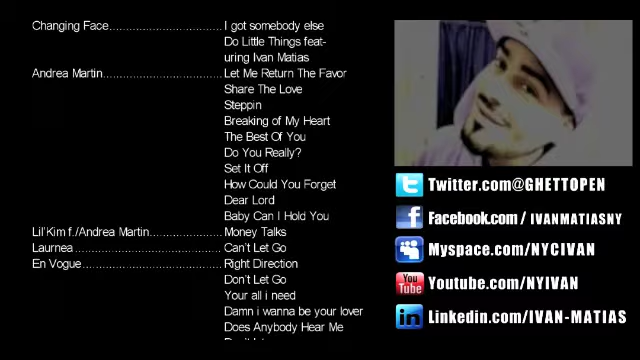 Changing Face................................I got somebody else
Do Little Things feat-
uring Ivan Matias
Andrea Martin..................................Let Me Return The Favor
Share The Love
Steppin
Breaking of My Heart
The Best Of You
Do You Really?
Set It Off
How Could You Forget
Dear Lord
Baby Can I Hold You
Lil'Kim f./Andrea Martin....................Money Talks
Laurnea.........................................Can't Let Go
En Vogue.......................................Right Direction
Don't Let Go
Your all i need
Damn i wanna be your lover
Does Anybody Hear Me
Twitter.com@GHETTOPEN
Facebook.com / IVANMATIASNY
Myspace.com/NYCIVAN
You Tube
Youtube.com/NYIVAN
in
Linkedin.com/IVAN-MATIAS